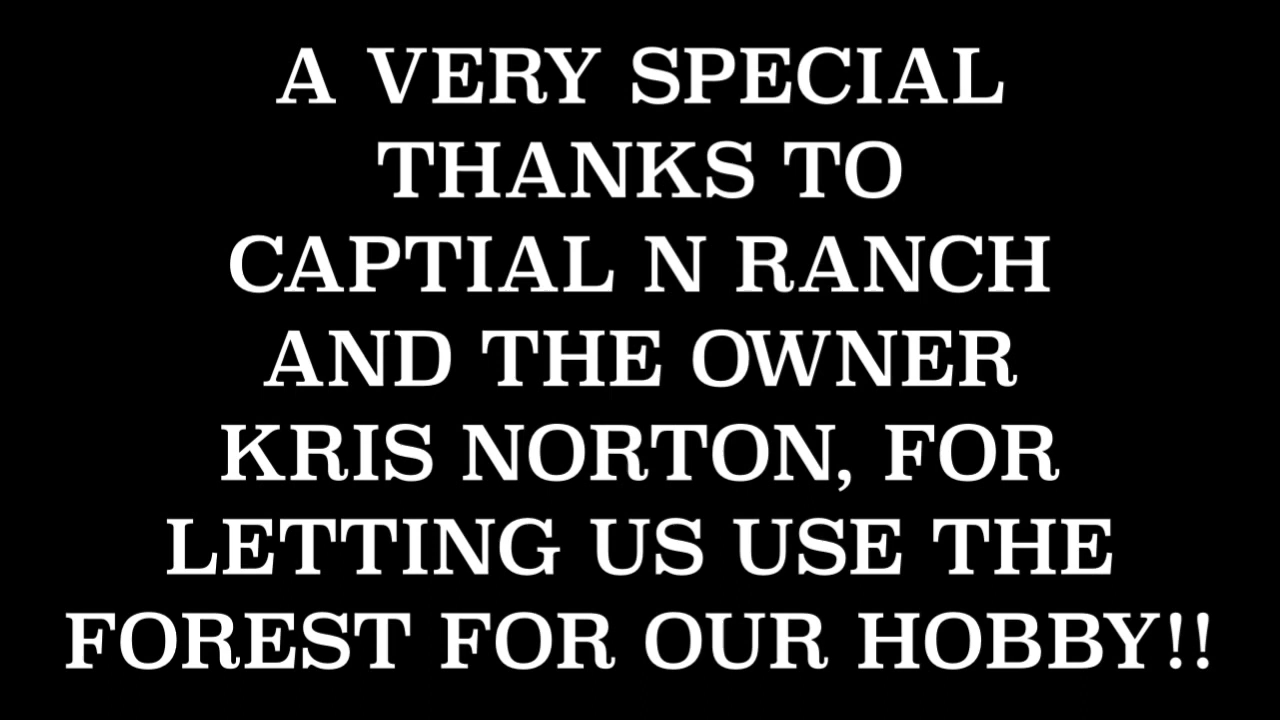 A VERY SPECIAL
THANKS TO
CAPTIAL N RANCH
AND THE OWNER
KRIS NORTON, FOR
LETTING US USE THE
FOREST FOR OUR HOBBY!!